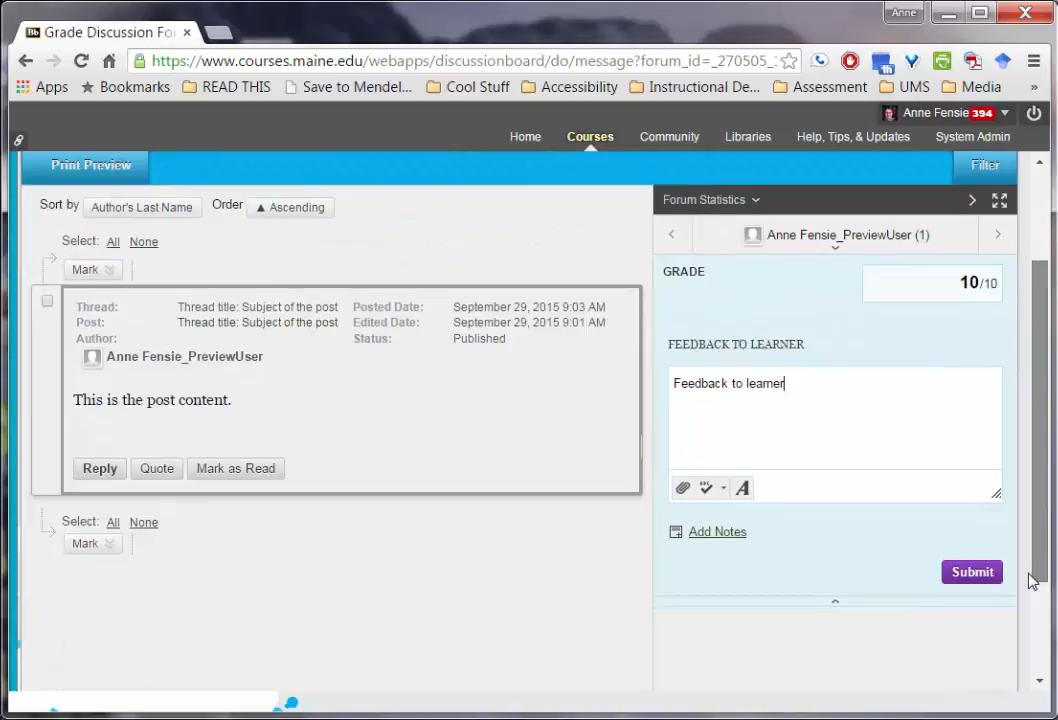 Anne
Grade Discussion Fo
https://www.courses.maine.edu/webapps/discussionboard/do/message?forum_id=_270505_
Apps Bookmarks READ THIS Save to Mendel... Cool Stuff Accessibility Instructional De... Assessment UMS Media »
Anne Fensie 394
Home Courses Community Libraries Help, Tips, & Updates System Admin
Print Preview Filter
Sort by Author's Last Name Order ▲ Ascending
Forum Statistics
Select: All None
Anne Fensie_PreviewUser (1)
Mark
GRADE 10/10
Thread: Thread title: Subject of the post Posted Date: September 29, 2015 9:03 AM
Post: Thread title: Subject of the post Edited Date: September 29, 2015 9:01 AM
Author: Status: Published
Anne Fensie_PreviewUser
This is the post content.
Reply Quote Mark as Read
FEEDBACK TO LEARNER
Feedback to learner
Add Notes
Submit
Select: All None
Mark